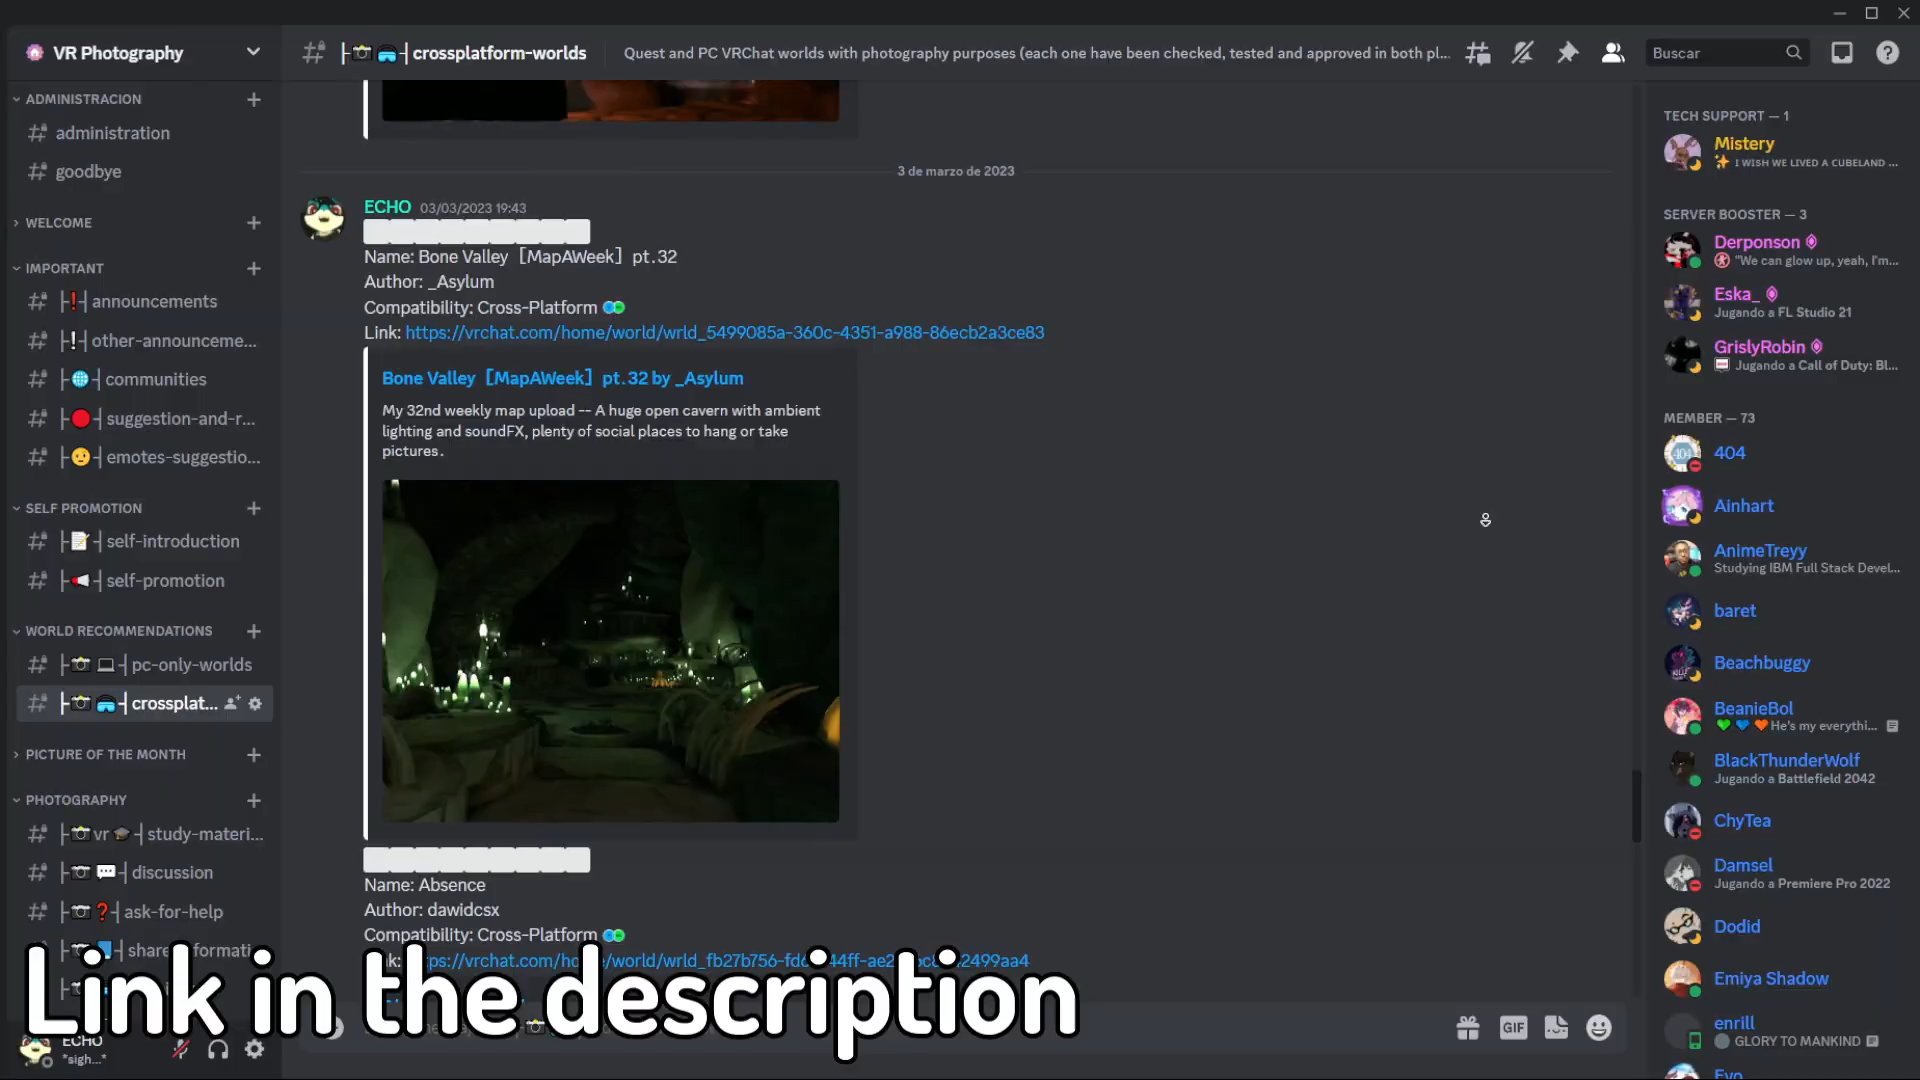 VR Photography
ADMINISTRACION
administration
goodbye
WELCOME
IMPORTANT
announcements
other-announceme...
communities
suggestion-and-r...
emotes-suggestio...
SELF PROMOTION
self-introduction
self-promotion
WORLD RECOMMENDATIONS
pc-only-worlds
crossplat...
PICTURE OF THE MONTH
PHOTOGRAPHY
vr study-materi...
discussion
ask-for-help
ECHO
*sigh...*
crossplatform-worlds
Quest and PC VRChat worlds with photography purposes (each one have been checked, tested and approved in both pl...
Buscar
3 de marzo de 2023
ECHO 03/03/2023 19:43
Name: Bone Valley [MapAWeek] pt.32
Author: _Asylum
Compatibility: Cross-Platform
Link: https://vrchat.com/home/world/wrld_5499085a-360c-4351-a988-86ecb2a3ce83
Bone Valley [MapAWeek] pt.32 by _Asylum
My 32nd weekly map upload -- A huge open cavern with ambient
lighting and soundFX, plenty of social places to hang or take
pictures.
Name: Absence
Author: dawidcsx
Compatibility: Cross-Platform
Link in the description
GIF
TECH SUPPORT — 1
Mistery
I WISH WE LIVED A CUBELAND ...
SERVER BOOSTER — 3
Derponson
"We can glow up, yeah, I'm...
Eska_
Jugando a FL Studio 21
GrislyRobin
Jugando a Call of Duty: Bl...
MEMBER — 73
404
Ainhart
AnimeTreyy
Studying IBM Full Stack Devel...
baret
Beachbuggy
BeanieBol
He's my everythi...
BlackThunderWolf
Jugando a Battlefield 2042
ChyTea
Damsel
Jugando a Premiere Pro 2022
Dodid
Emiya Shadow
enrill
GLORY TO MANKIND